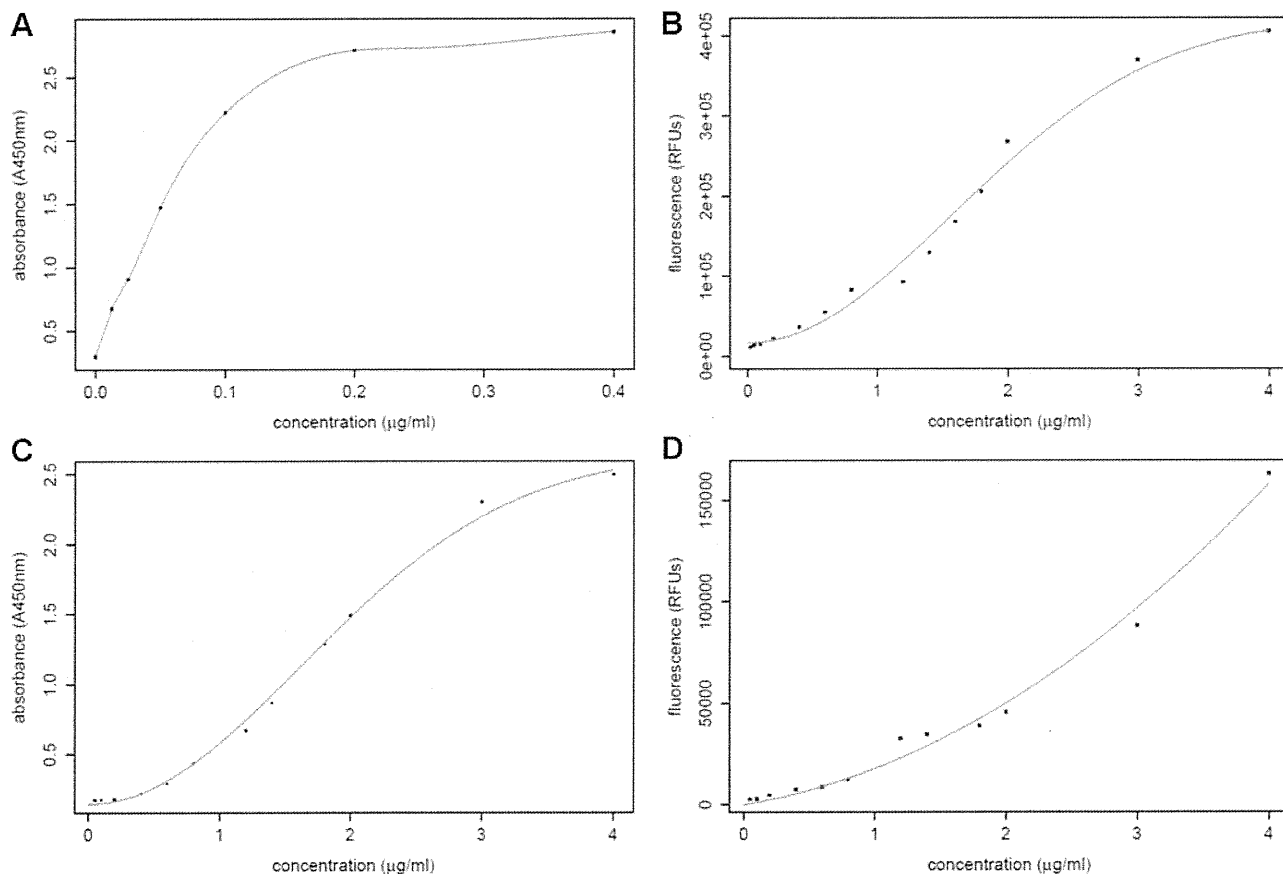 A
absorbance (A450nm)
2.5
2.0
1.5
1.0
0.5
0.0 0.1 0.2 0.3 0.4
concentration (μg/ml)
B
fluorescence (RFUs)
4e+05
3e+05
2e+05
1e+05
0e+00
0 1 2 3 4
concentration (μg/ml)
C
absorbance (A450nm)
2.5
2.0
1.5
1.0
0.5
0 1 2 3 4
concentration (μg/ml)
D
fluorescence (RFUs)
150000
100000
50000
0
0 1 2 3 4
concentration (μg/ml)